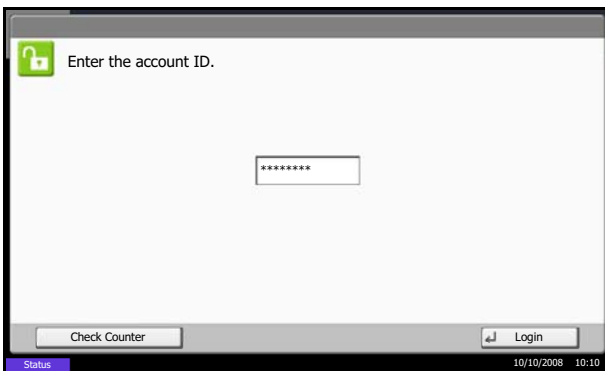 Enter the account ID.
********
Check Counter
Login
Status
10/10/2008 10:10